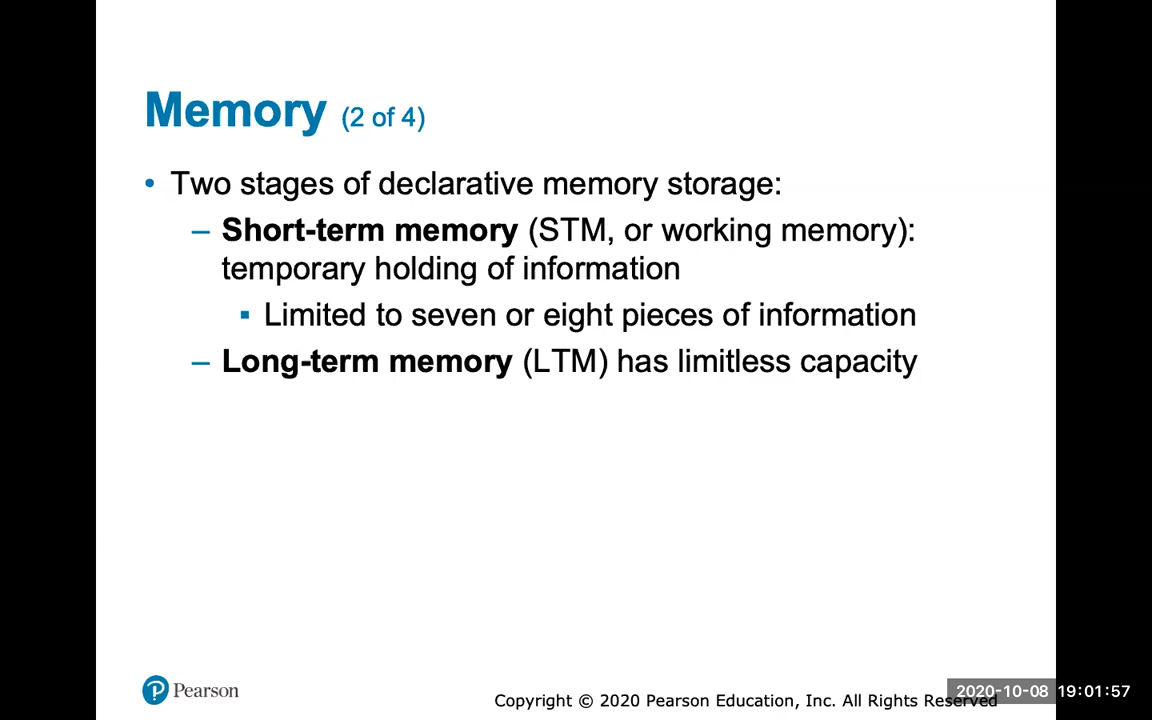 Memory (2 of 4)
• Two stages of declarative memory storage:
– Short-term memory (STM, or working memory):
temporary holding of information
▪ Limited to seven or eight pieces of information
– Long-term memory (LTM) has limitless capacity
Pearson
Copyright © 2020 Pearson Education, Inc. All Rights Reserved
2020-10-08 19:01:57